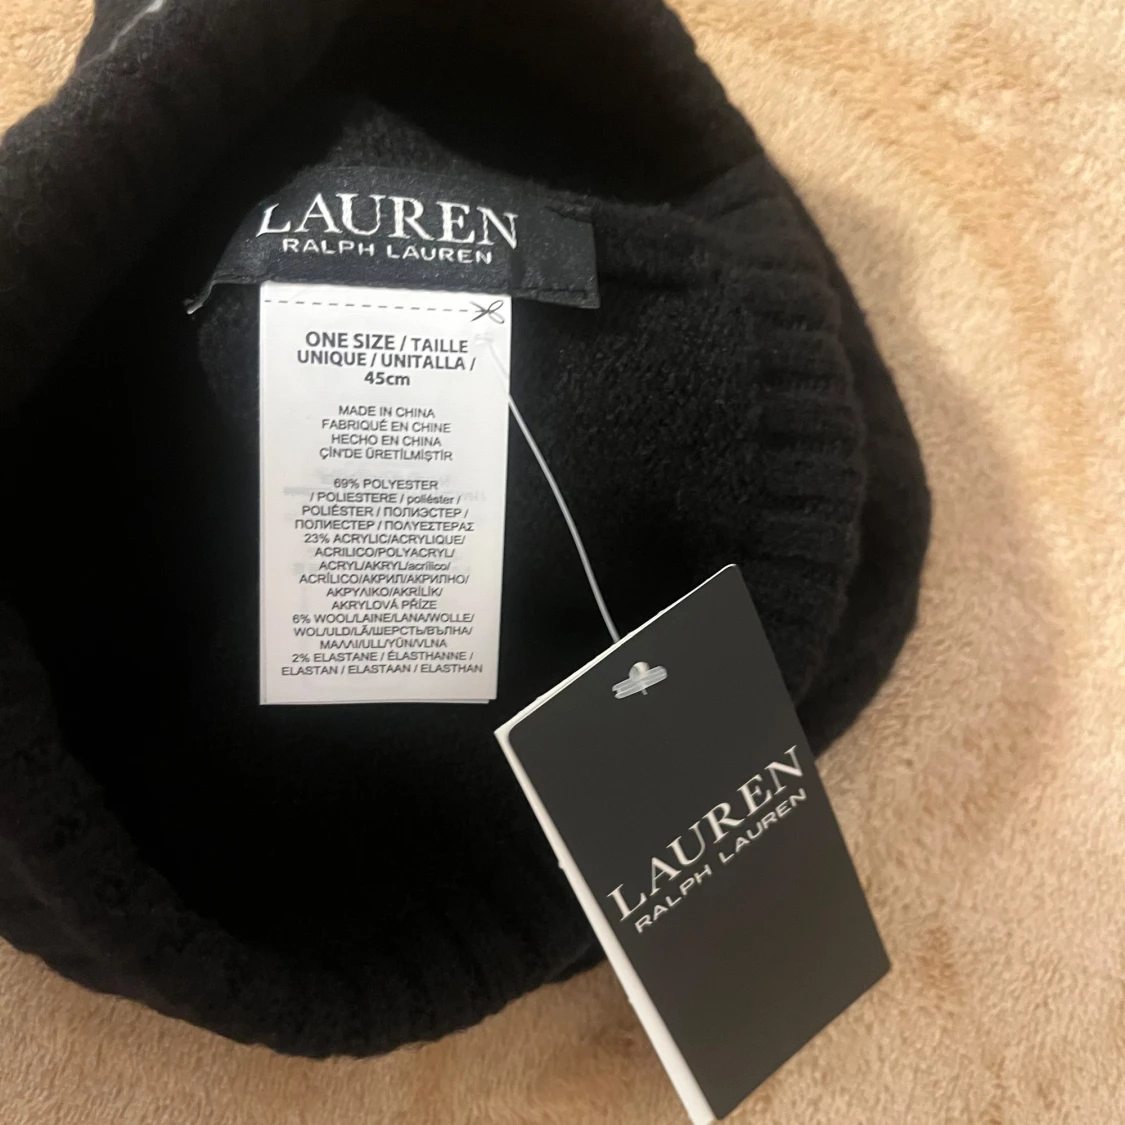 LAUREN
RALPH LAUREN
ONE SIZE / TAILLE
UNIQUE / UNITALLA /
45cm
MADE IN CHINA
FABRIQUÉ EN CHINE
HECHO EN CHINA
ÇİN'DE ÜRETİLMİŞTİR
69% POLYESTER
/ POLIESTERE / poliéster /
POLIÉSTER / ПОЛИЭСТЕР /
ПОЛИЕСТЕР / ΠΟΛΥΕΣΤΕΡΑΣ
23% ACRYLIC/ACRYLIQUE/
ACRILICO/POLYACRYL/
ACRYL/AKRYL/acrílico/
ACRÍLICO/АКРИЛ/АКРИЛНО/
ΑΚΡΥΛΙΚΟ/AKRİLİK/
AKRYLOVÁ PŘÍZE
6% WOOL/LAINE/LANA/WOLLE/
WOL/ULD/LÃ/ШЕРСТЬ/ВЪЛНА/
ΜΑΛΛΙ/ULL/YÜN/VLNA
2% ELASTANE / ÉLASTHANNE /
ELASTAN / ELASTAAN / ELASTHAN
LAUREN
RALPH LAUREN